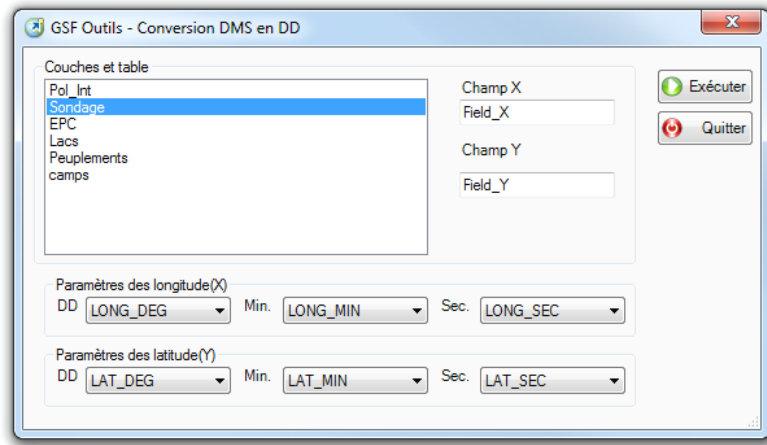 GSF Outils - Conversion DMS en DD
Couches et table
Pol_Int
Sondage
EPC
Lacs
Peuplements
camps
Champ X
Field_X
Champ Y
Field_Y
Exécuter
Quitter
Paramètres des longitude(X)
DD LONG_DEG Min. LONG_MIN Sec. LONG_SEC
Paramètres des latitude(Y)
DD LAT_DEG Min. LAT_MIN Sec. LAT_SEC